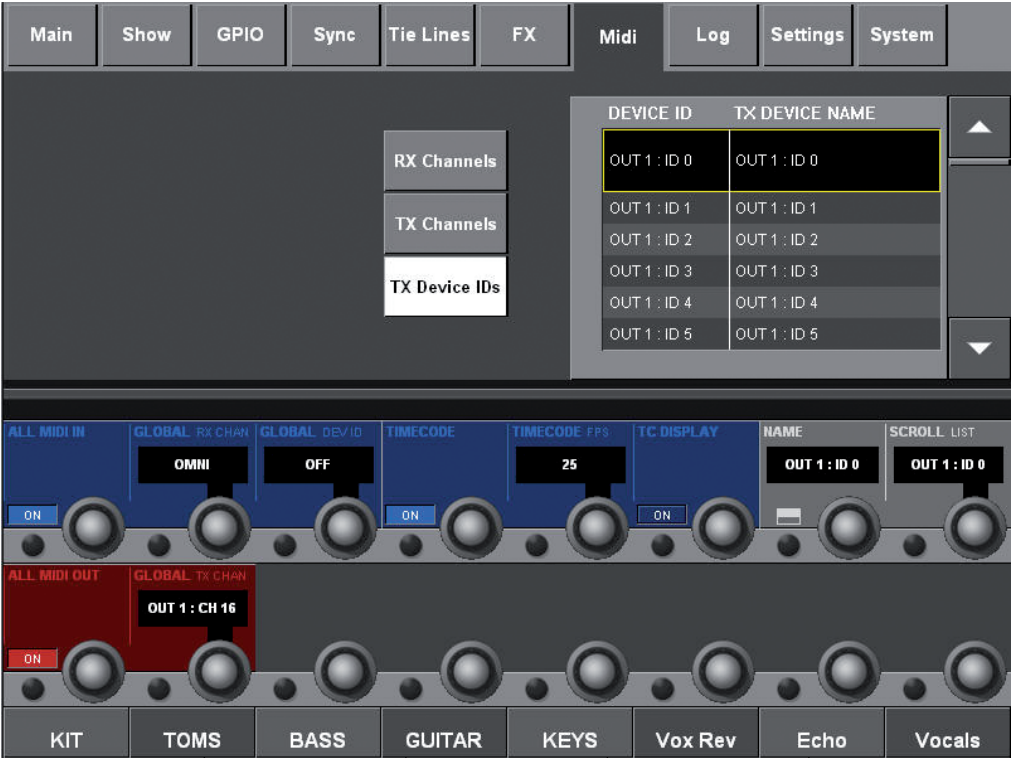 Main Show GPIO Sync Tie Lines FX Midi Log Settings System
DEVICE ID TX DEVICE NAME
RX Channels
OUT 1 : ID 0 OUT 1 : ID 0
TX Channels
OUT 1 : ID 1 OUT 1 : ID 1
OUT 1 : ID 2 OUT 1 : ID 2
TX Device IDs
OUT 1 : ID 3 OUT 1 : ID 3
OUT 1 : ID 4 OUT 1 : ID 4
OUT 1 : ID 5 OUT 1 : ID 5
ALL MIDI IN GLOBAL RX CHAN GLOBAL DEV ID TIMECODE TIMECODE FPS TC DISPLAY NAME SCROLL LIST
OMNI OFF 25 OUT 1 : ID 0 OUT 1 : ID 0
ON ON ON
ALL MIDI OUT GLOBAL TX CHAN
OUT 1 : CH 16
ON
KIT TOMS BASS GUITAR KEYS Vox Rev Echo Vocals